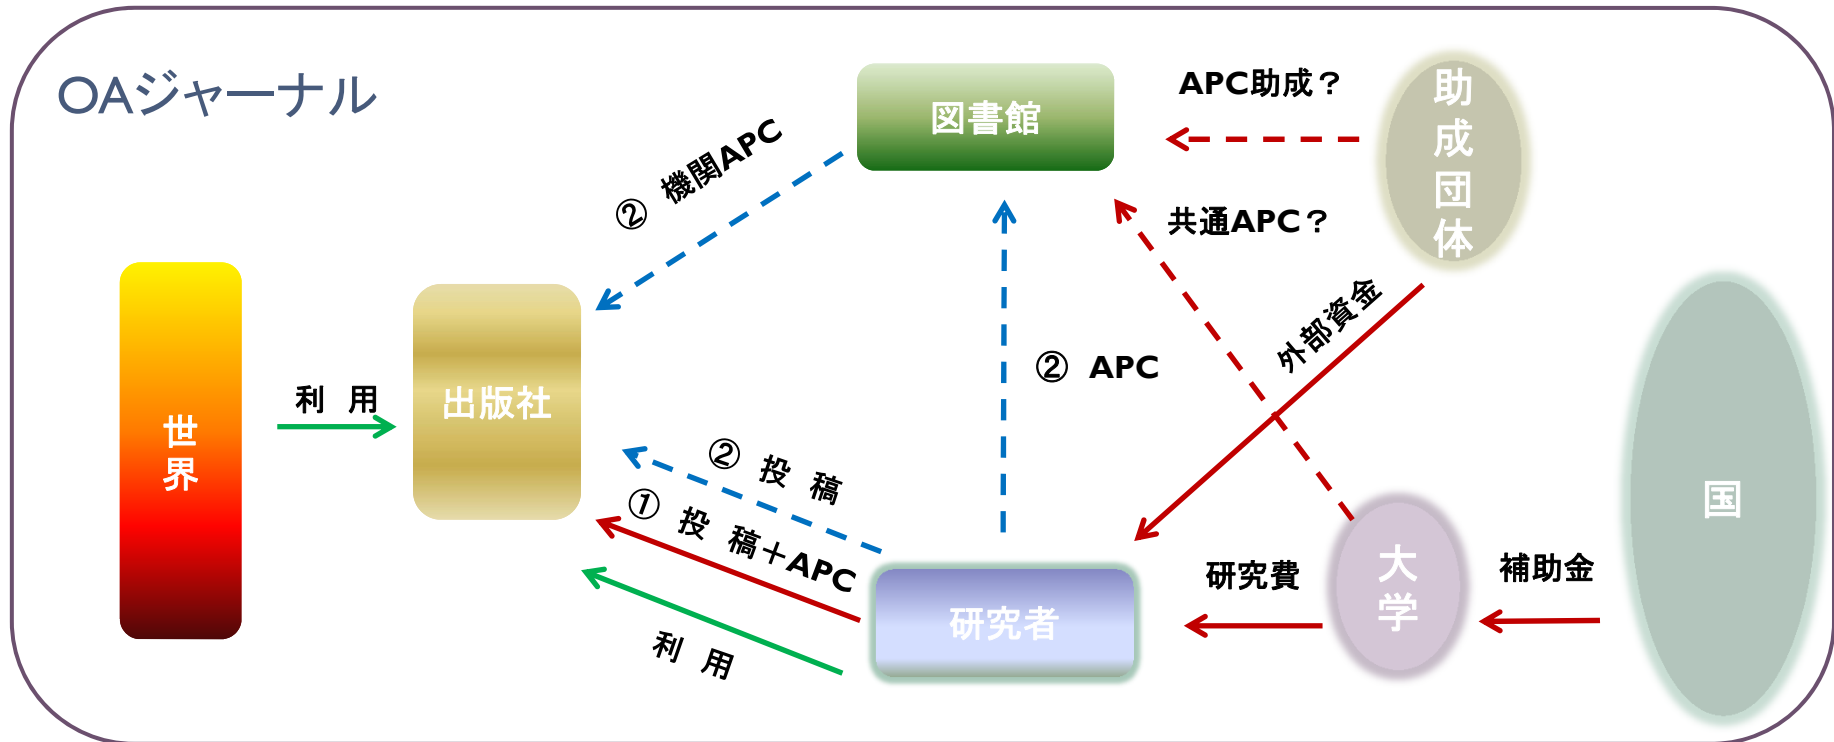 OAジャーナル
図書館
APC助成？
助成団体
② 機関APC
共通APC？
外部資金
② APC
利 用
出版社
世界
② 投 稿
① 投 稿＋APC
利 用
研究者
研究費
大学
補助金
国